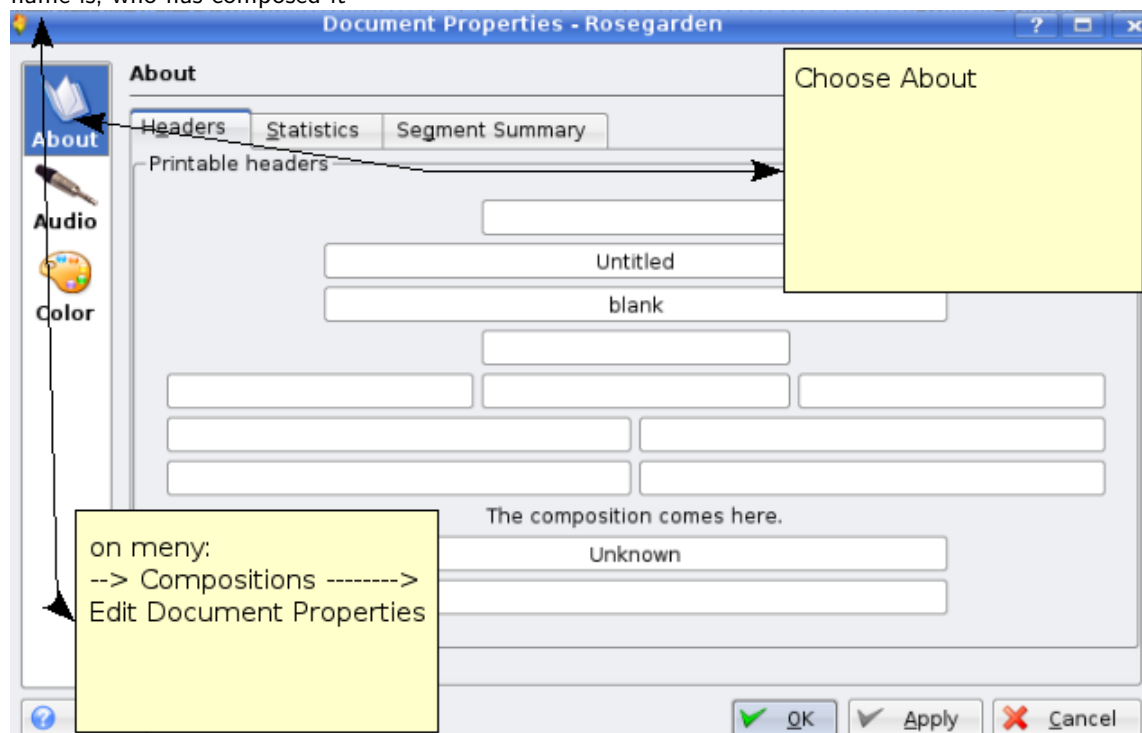 name is, who has composed it
Document Properties - Rosegarden
About
Choose About
About
Headers Statistics Segment Summary
Printable headers
Audio
Untitled
Color
blank
The composition comes here.
on meny:
--> Compositions -------->
Edit Document Properties
Unknown
OK Apply Cancel